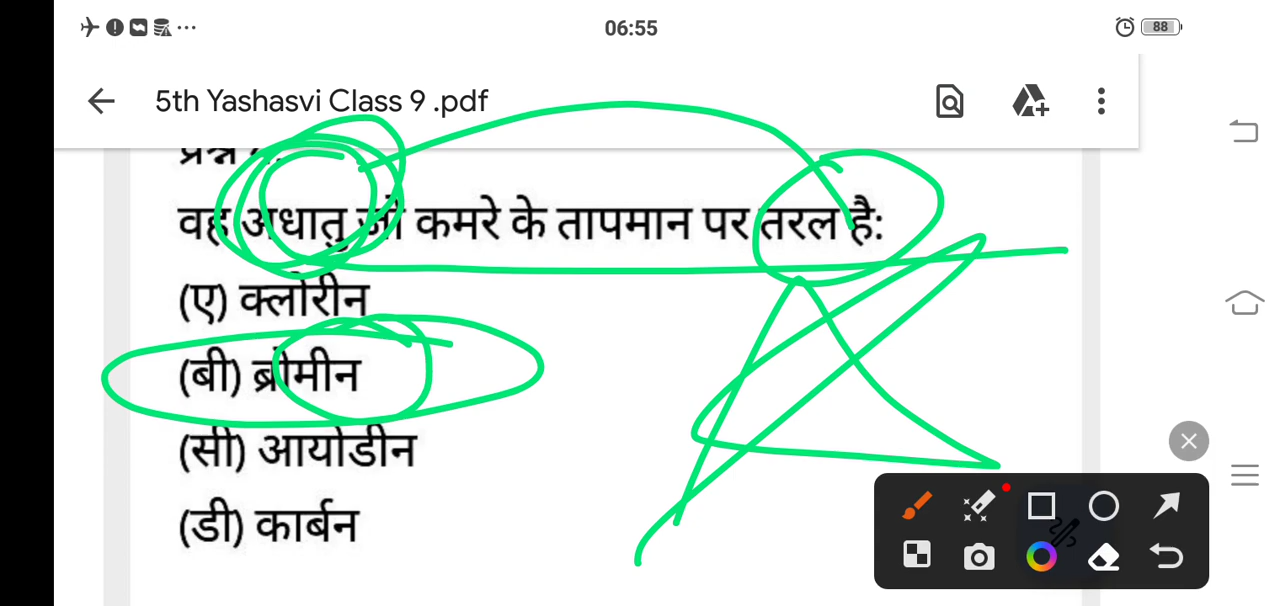 06:55
88
5th Yashasvi Class 9 .pdf
वह अधातु जो कमरे के तापमान पर तरल है:
(ए) क्लोरीन
(बी) ब्रोमीन
(सी) आयोडीन
(डी) कार्बन